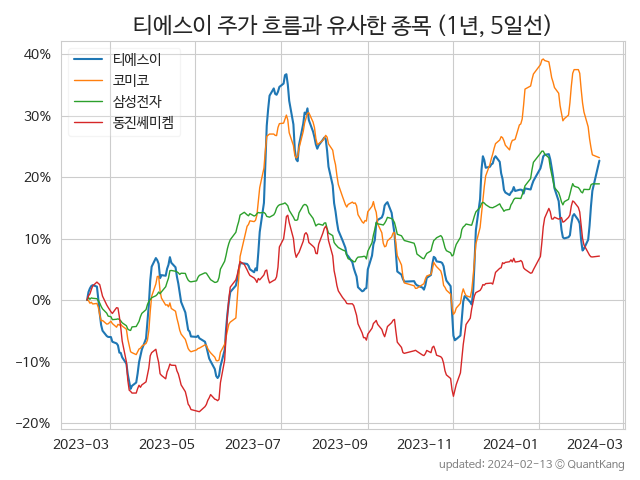 티에스이 주가 흐름과 유사한 종목 (1년, 5일선)
티에스이
코미코
삼성전자
동진쎄미켐
40%
30%
20%
10%
0%
−10%
−20%
2023-03 2023-05 2023-07 2023-09 2023-11 2024-01 2024-03
updated: 2024-02-13 © QuantKang